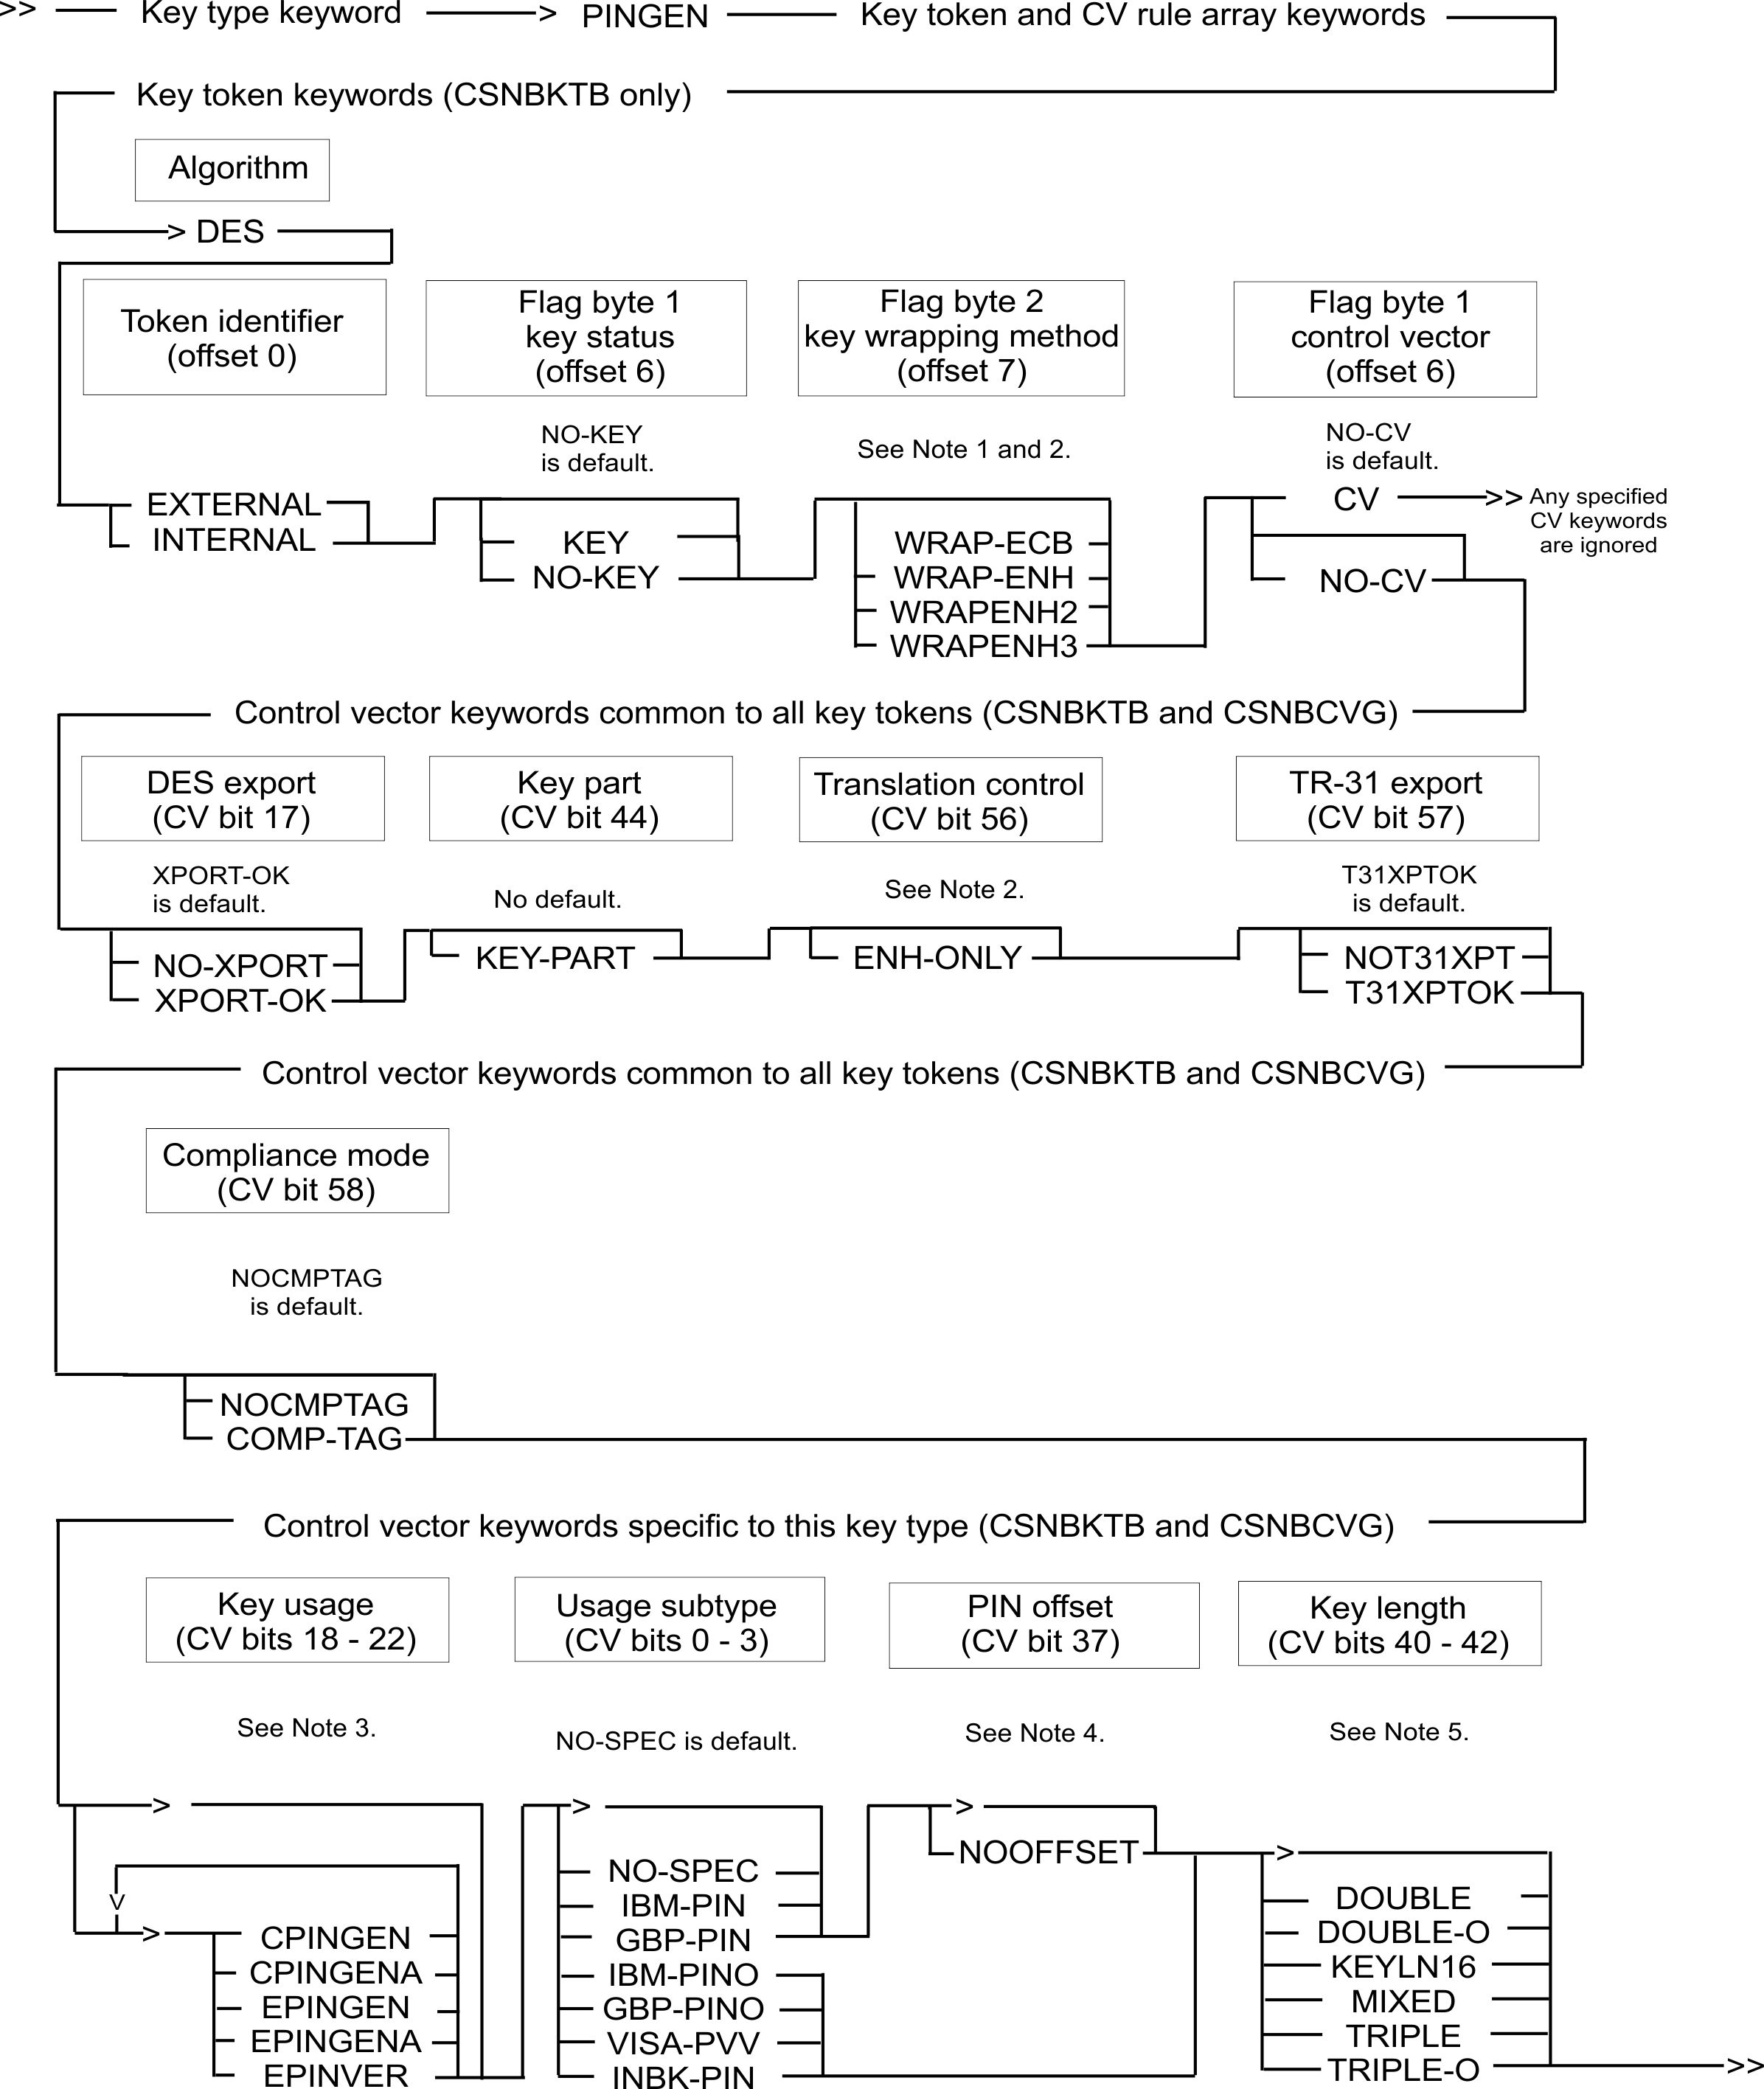 >> Key type keyword > PINGEN Key token and CV rule array keywords
Key token keywords (CSNBKTB only)
Algorithm
> DES
Token identifier
(offset 0)
Flag byte 1
key status
(offset 6)
Flag byte 2
key wrapping method
(offset 7)
Flag byte 1
control vector
(offset 6)
NO-KEY
is default.
See Note 1 and 2.
NO-CV
is default.
EXTERNAL
INTERNAL
KEY
NO-KEY
WRAP-ECB
WRAP-ENH
WRAPENH2
WRAPENH3
CV >> Any specified
CV keywords
are ignored
NO-CV
Control vector keywords common to all key tokens (CSNBKTB and CSNBCVG)
DES export
(CV bit 17)
Key part
(CV bit 44)
Translation control
(CV bit 56)
TR-31 export
(CV bit 57)
XPORT-OK
is default.
No default.
See Note 2.
T31XPTOK
is default.
NO-XPORT
XPORT-OK
KEY-PART
ENH-ONLY
NOT31XPT
T31XPTOK
Control vector keywords common to all key tokens (CSNBKTB and CSNBCVG)
Compliance mode
(CV bit 58)
NOCMPTAG
is default.
NOCMPTAG
COMP-TAG
Control vector keywords specific to this key type (CSNBKTB and CSNBCVG)
Key usage
(CV bits 18 - 22)
Usage subtype
(CV bits 0 - 3)
PIN offset
(CV bit 37)
Key length
(CV bits 40 - 42)
See Note 3.
NO-SPEC is default.
See Note 4.
See Note 5.
>
>
>
v
>
CPINGEN
CPINGENA
EPINGEN
EPINGENA
EPINVER
NO-SPEC
IBM-PIN
GBP-PIN
IBM-PINO
GBP-PINO
VISA-PVV
INBK-PIN
NOOFFSET
>
DOUBLE
DOUBLE-O
KEYLN16
MIXED
TRIPLE
TRIPLE-O >>